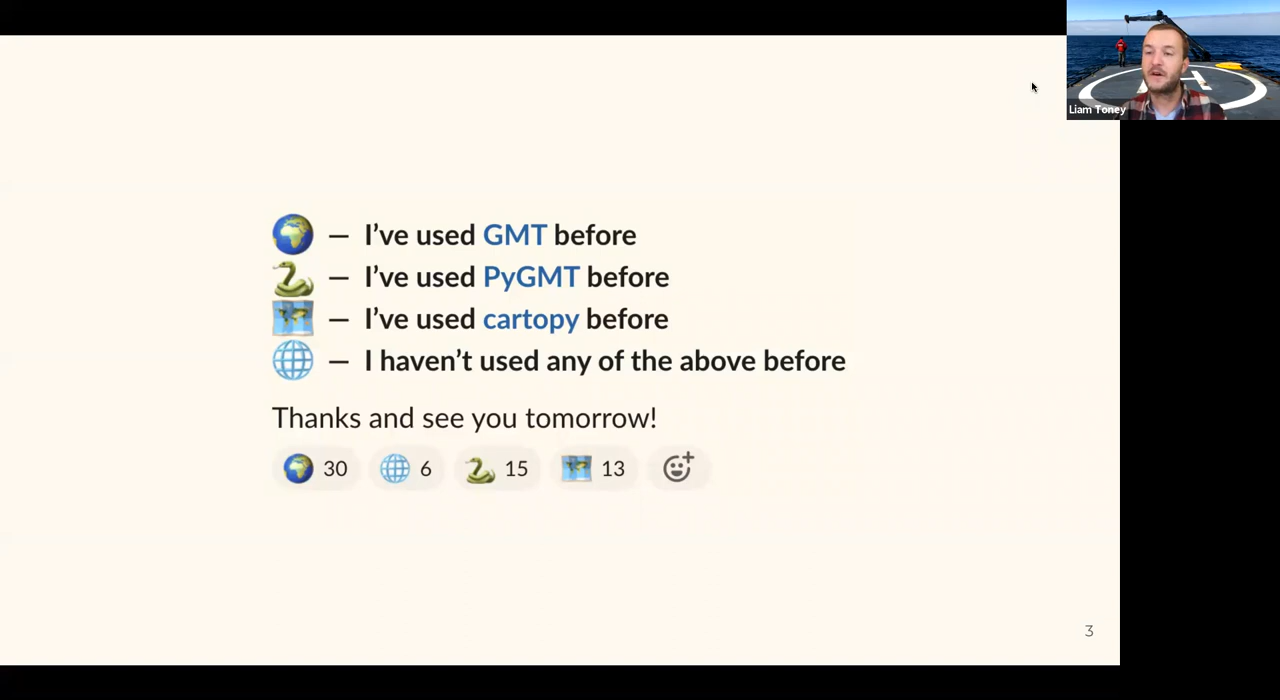 Liam Toney
— I’ve used GMT before
— I’ve used PyGMT before
— I’ve used cartopy before
— I haven’t used any of the above before
Thanks and see you tomorrow!
30 6 15 13
3